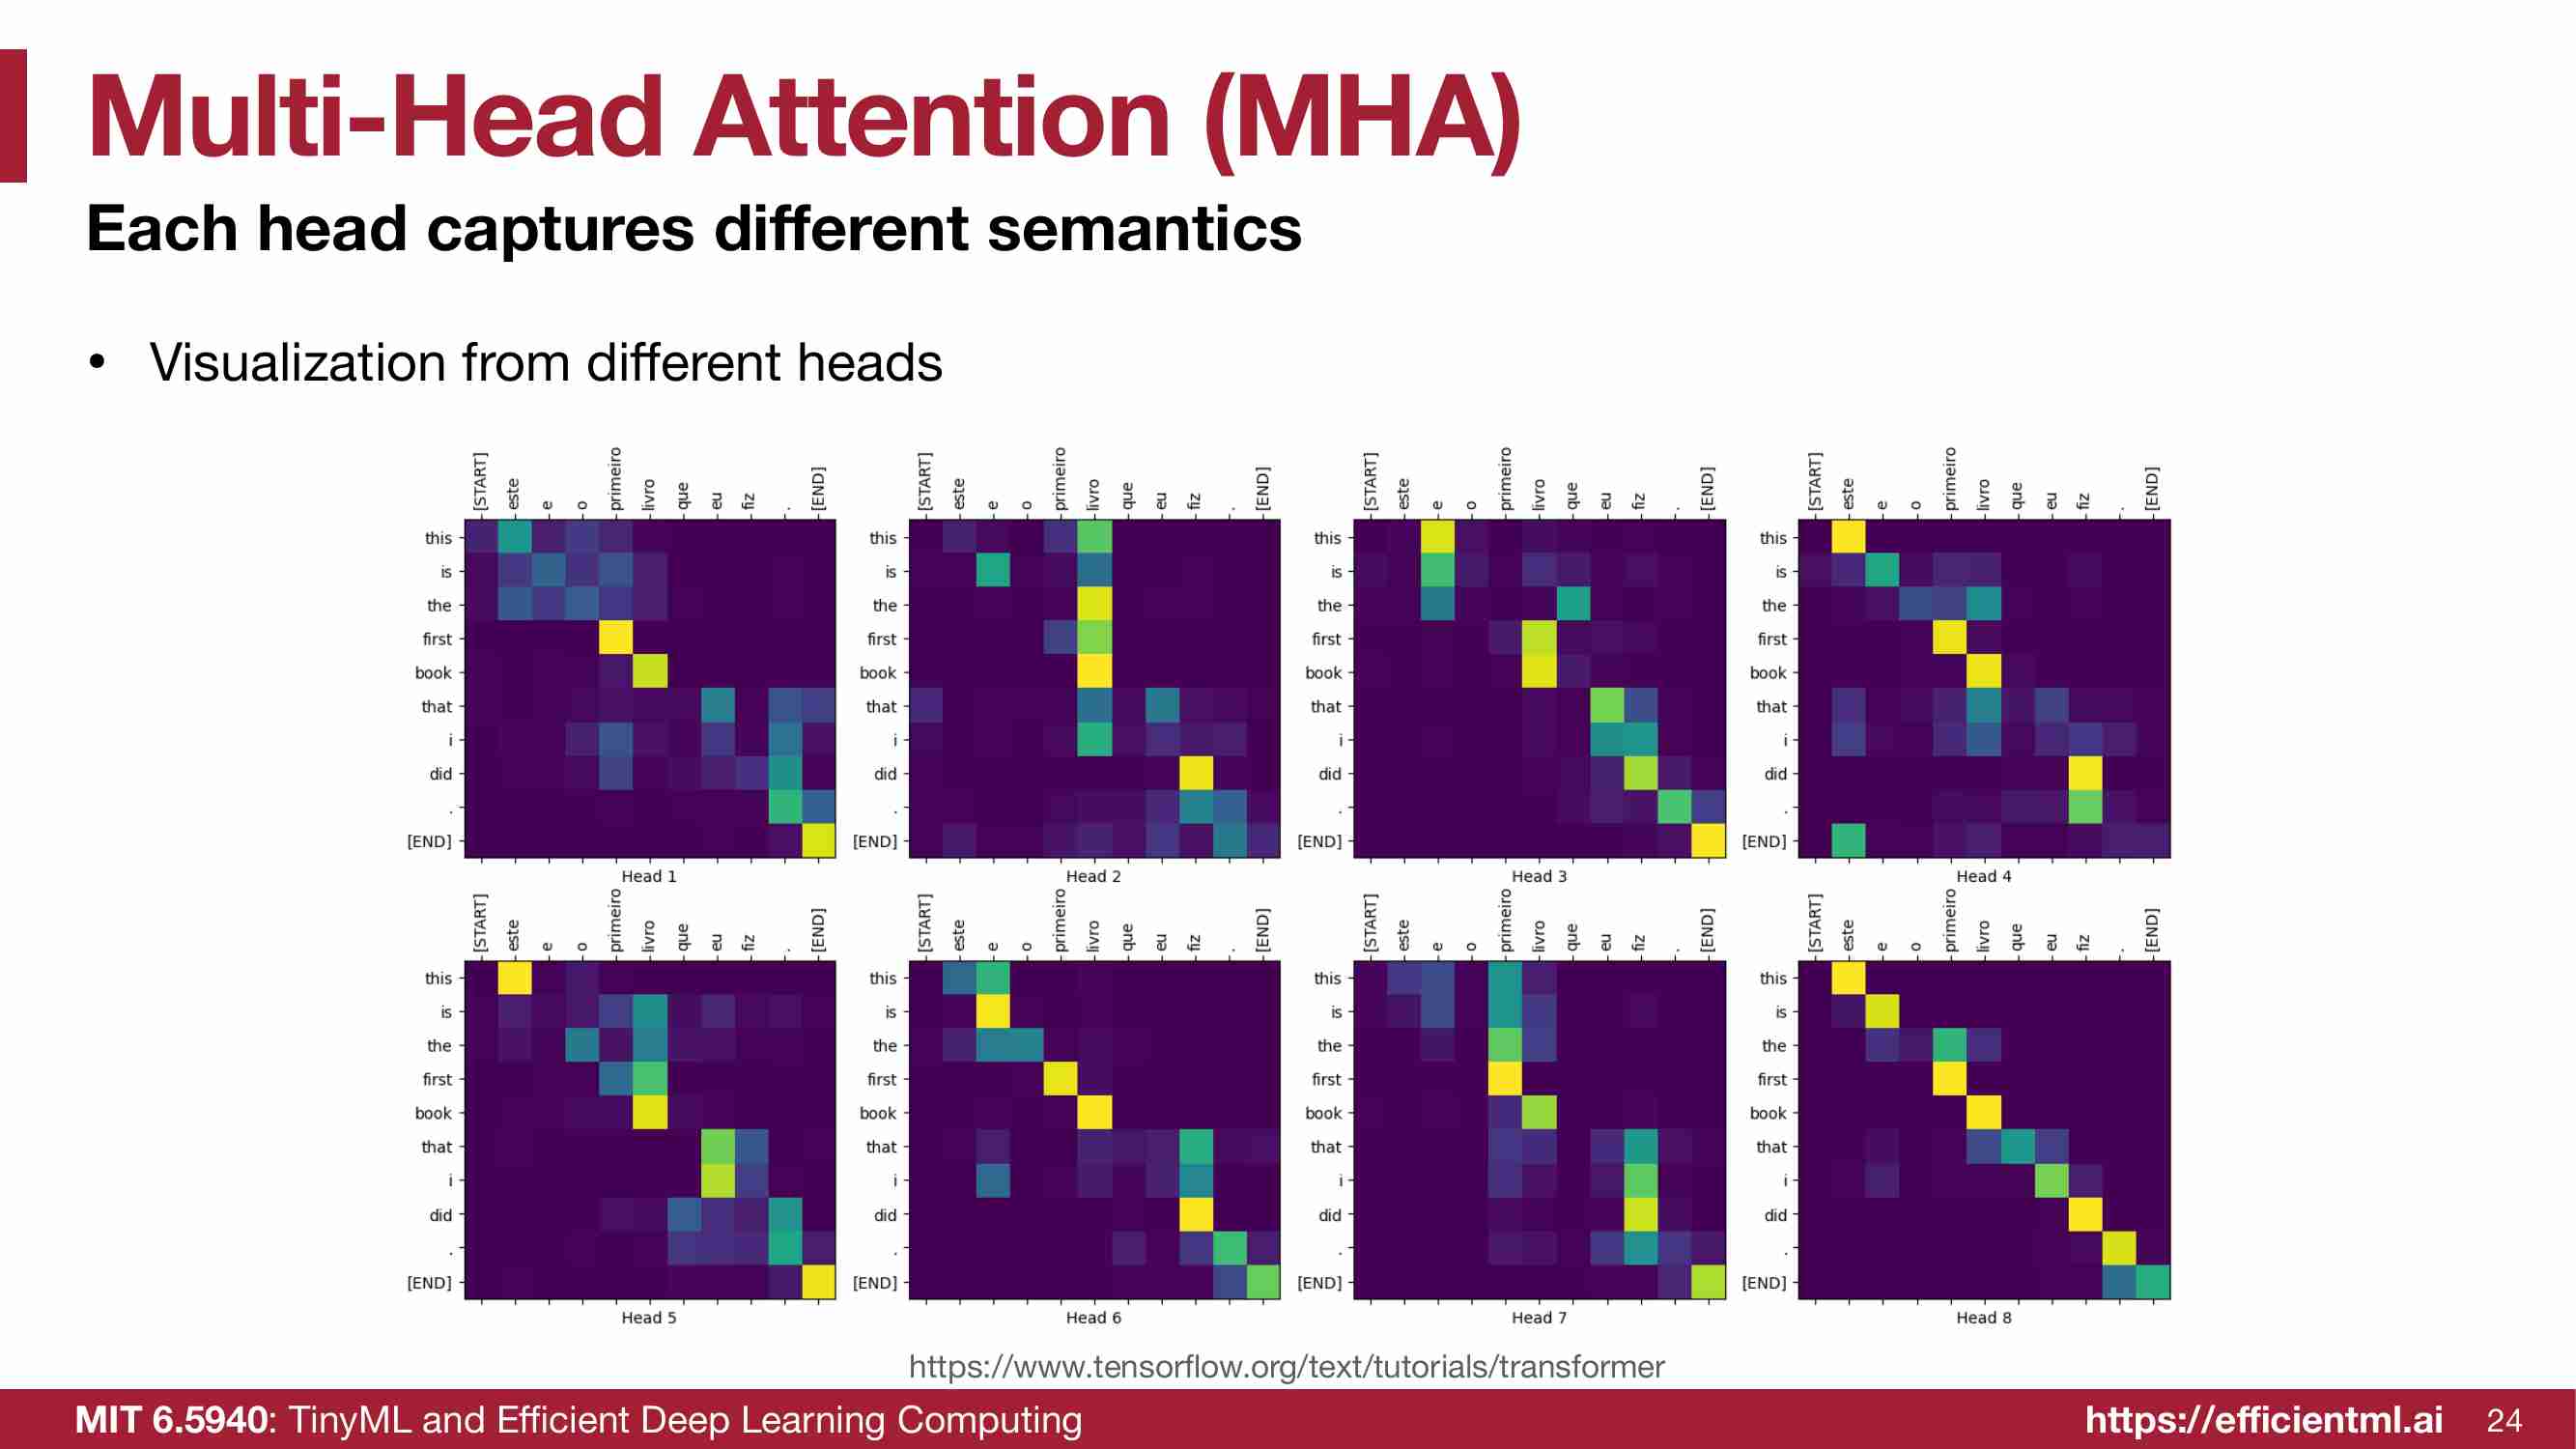 Multi-Head Attention (MHA)
Each head captures different semantics
• Visualization from different heads
[START] este e o primeiro livro que eu fiz . [END]
this
is
the
first
book
that
i
did
.
[END]
Head 1
[START] este e o primeiro livro que eu fiz . [END]
this
is
the
first
book
that
i
did
.
[END]
Head 2
[START] este e o primeiro livro que eu fiz . [END]
this
is
the
first
book
that
i
did
.
[END]
Head 3
[START] este e o primeiro livro que eu fiz . [END]
this
is
the
first
book
that
i
did
.
[END]
Head 4
[START] este e o primeiro livro que eu fiz . [END]
this
is
the
first
book
that
i
did
.
[END]
Head 5
[START] este e o primeiro livro que eu fiz . [END]
this
is
the
first
book
that
i
did
.
[END]
Head 6
[START] este e o primeiro livro que eu fiz . [END]
this
is
the
first
book
that
i
did
.
[END]
Head 7
[START] este e o primeiro livro que eu fiz . [END]
this
is
the
first
book
that
i
did
.
[END]
Head 8
https://www.tensorflow.org/text/tutorials/transformer
MIT 6.5940: TinyML and Efficient Deep Learning Computing
https://efficientml.ai
24